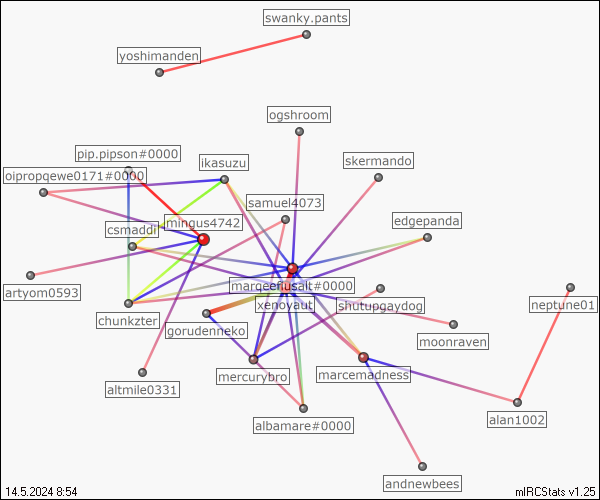 swanky.pants
yoshimanden
ogshroom
pip.pipson#0000
ikasuzu
skermando
oipropqewe0171#0000
samuel4073
mingus4742
edgepanda
csmaddi
artyom0593
marqeefusalt#0000
xenoyaut
shutupgaydog
neptune01
chunkzter
gorudenneko
moonraven
mercurybro
marcemadness
altmile0331
albamare#0000
alan1002
andnewbees
14.5.2024 8:54
mIRCStats v1.25